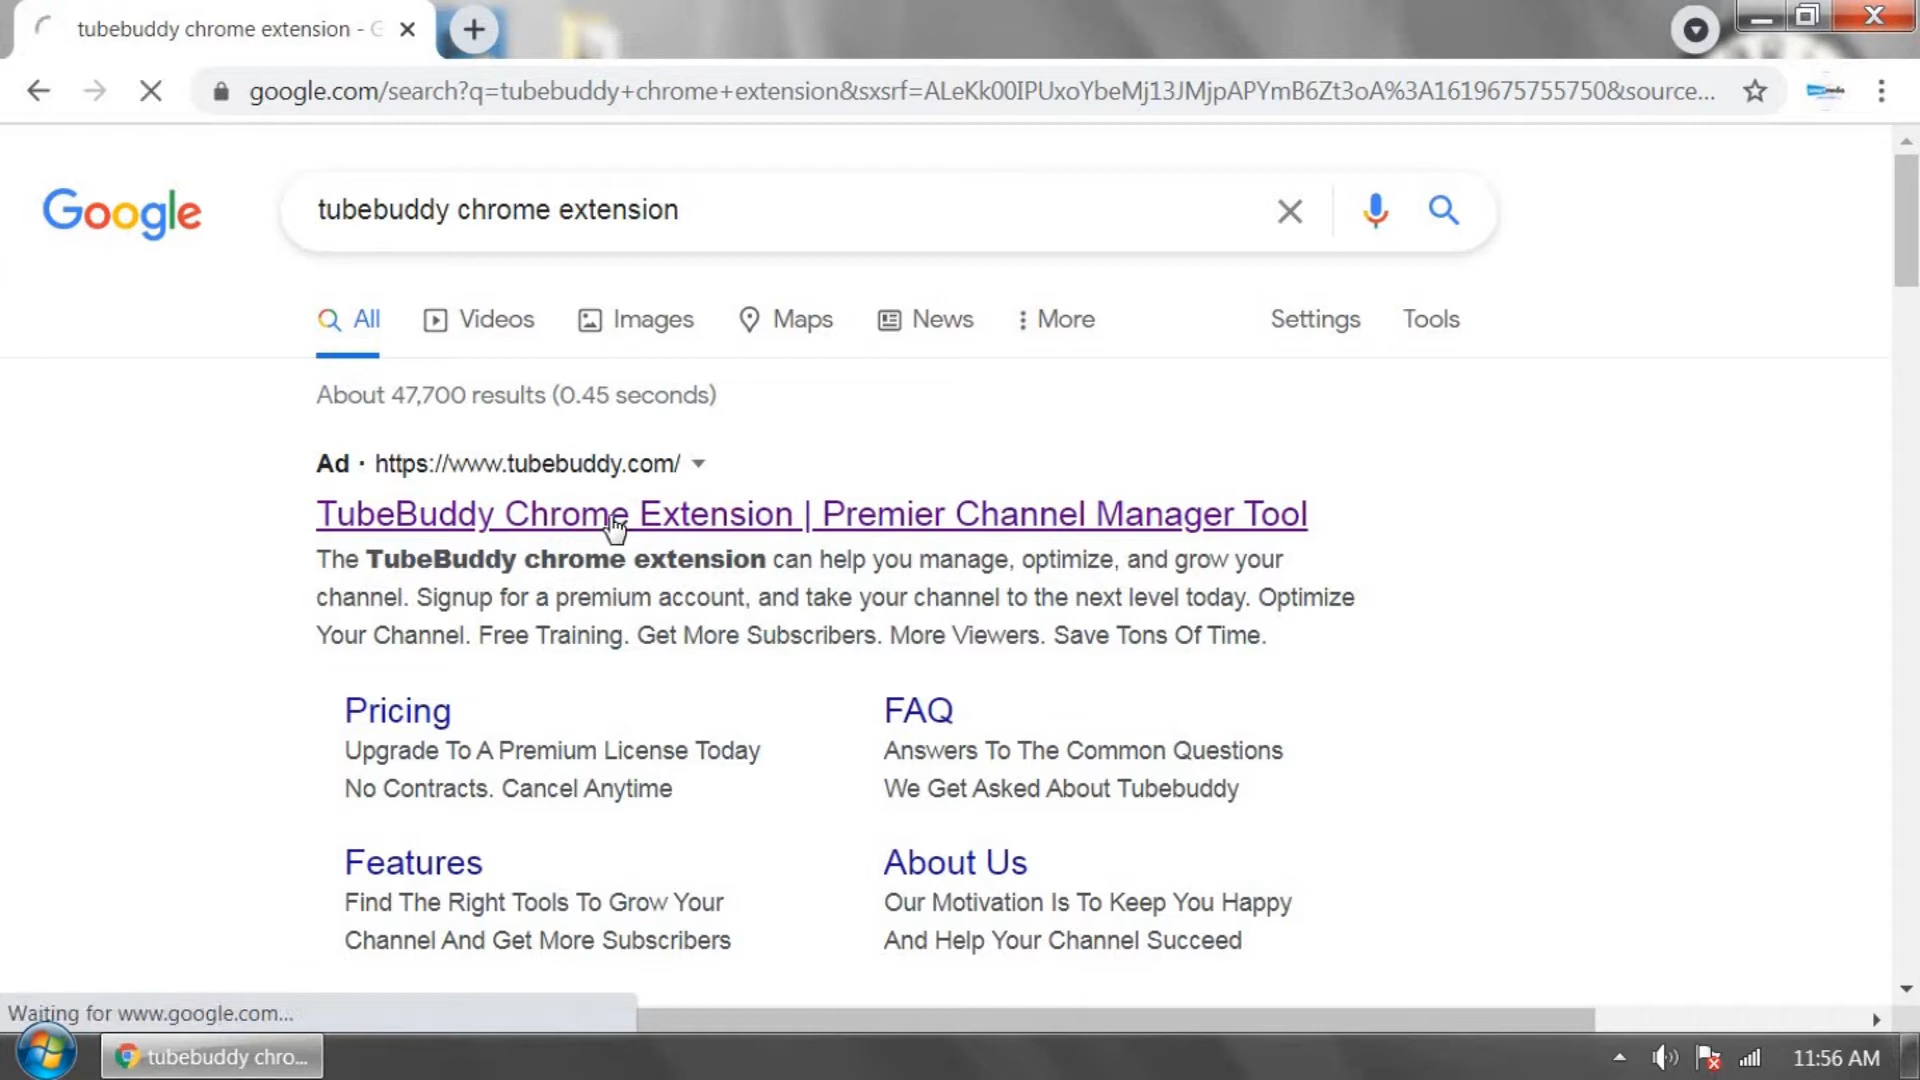 tubebuddy chrome extension - G
google.com/search?q=tubebuddy+chrome+extension&sxsrf=ALeKk00IPUxoYbeMj13JMjpAPYmB6Zt3oA%3A1619675755750&source...
Google
tubebuddy chrome extension
All Videos Images Maps News More Settings Tools
About 47,700 results (0.45 seconds)
Ad · https://www.tubebuddy.com/
TubeBuddy Chrome Extension | Premier Channel Manager Tool
The TubeBuddy chrome extension can help you manage, optimize, and grow your
channel. Signup for a premium account, and take your channel to the next level today. Optimize
Your Channel. Free Training. Get More Subscribers. More Viewers. Save Tons Of Time.
Pricing
Upgrade To A Premium License Today
No Contracts. Cancel Anytime
FAQ
Answers To The Common Questions
We Get Asked About Tubebuddy
Features
Find The Right Tools To Grow Your
Channel And Get More Subscribers
About Us
Our Motivation Is To Keep You Happy
And Help Your Channel Succeed
Waiting for www.google.com...
tubebuddy chro...
11:56 AM